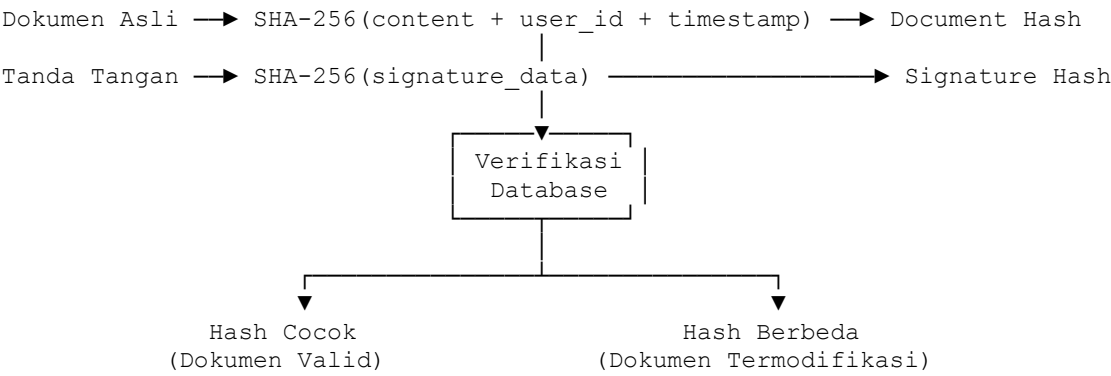 Dokumen Asli ──► SHA-256(content + user_id + timestamp) ──► Document Hash
Tanda Tangan ──► SHA-256(signature_data) ──────────────────► Signature Hash
Verifikasi
Database
Hash Cocok Hash Berbeda
(Dokumen Valid) (Dokumen Termodifikasi)